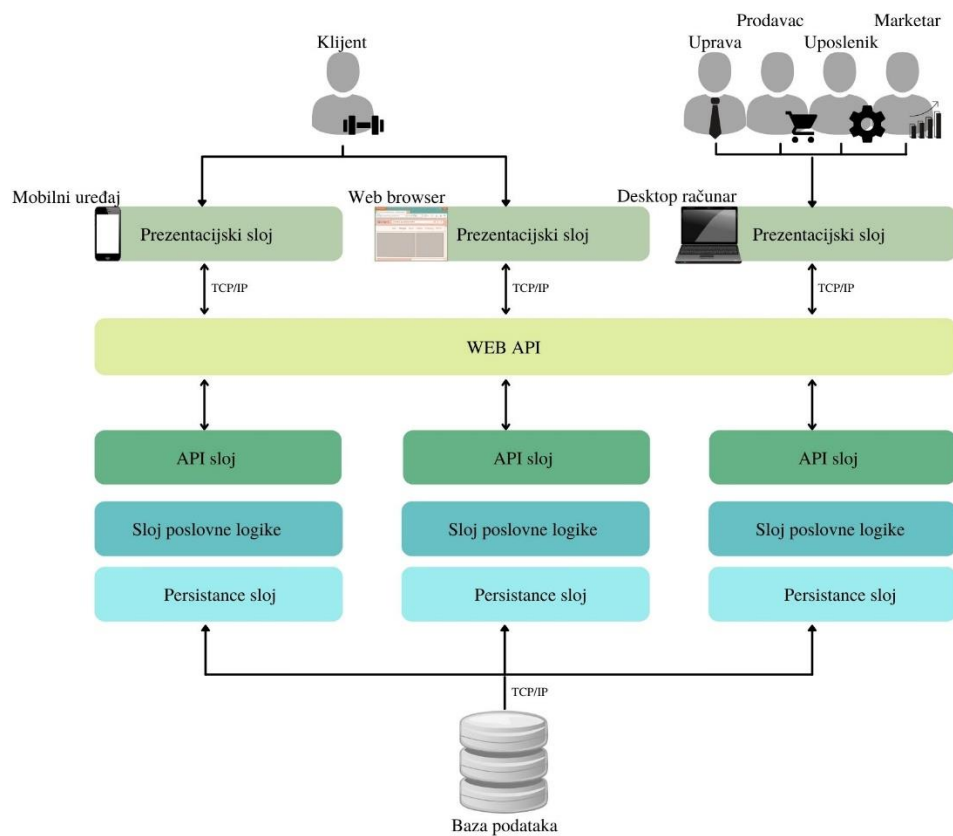 Prodavac
Marketar
Klijent
Uprava
Uposlenik
Mobilni uređaj
Web browser
Desktop računar
Prezentacijski sloj
Prezentacijski sloj
Prezentacijski sloj
TCP/IP
TCP/IP
TCP/IP
WEB API
API sloj
API sloj
API sloj
Sloj poslovne logike
Sloj poslovne logike
Sloj poslovne logike
Persistance sloj
Persistance sloj
Persistance sloj
TCP/IP
Baza podataka